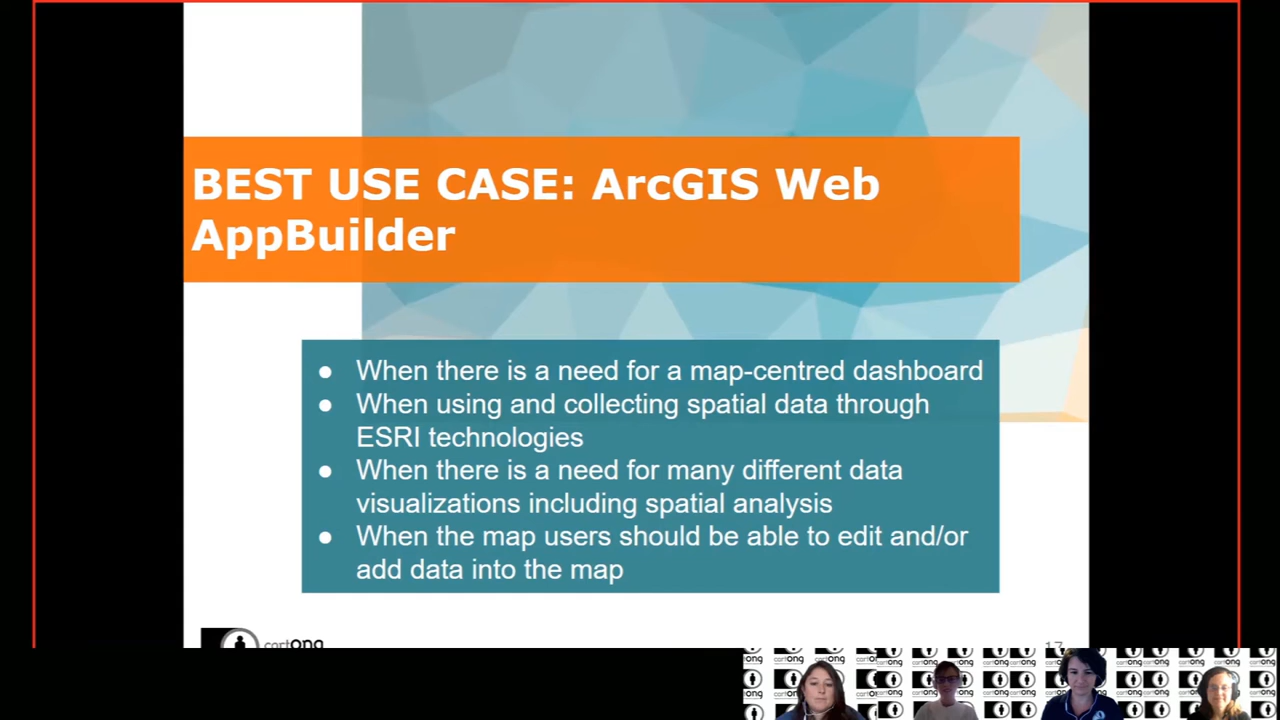 BEST USE CASE: ArcGIS Web
AppBuilder
● When there is a need for a map-centred dashboard
● When using and collecting spatial data through
ESRI technologies
● When there is a need for many different data
visualizations including spatial analysis
● When the map users should be able to edit and/or
add data into the map
cartong
17